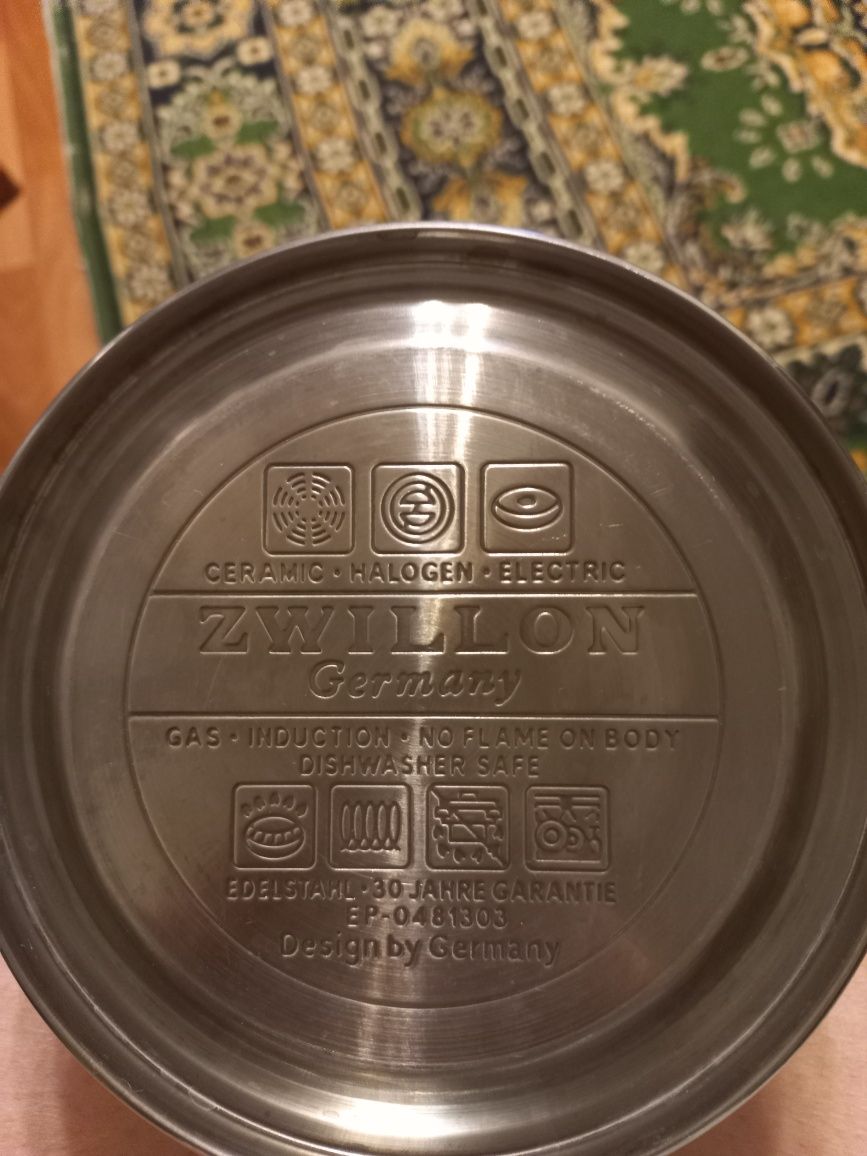 CERAMIC • HALOGEN • ELECTRIC
ZWILLON
Germany
GAS • INDUCTION • NO FLAME ON BODY
DISHWASHER SAFE
EDELSTAHL • 30 JAHRE GARANTIE
EP-0481303
Design by Germany